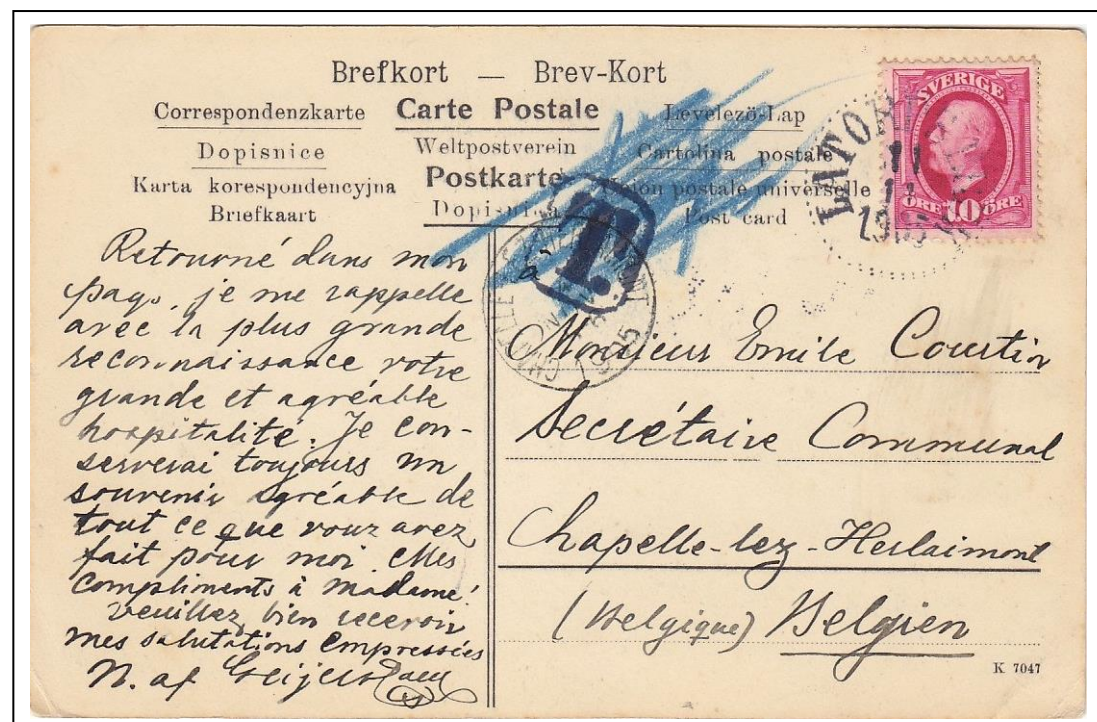 Brefkort — Brev-Kort
Correspondenzkarte Carte Postale Levelező-Lap
Dopisnice Weltpostverein Cartolina postale
Karta korespondencyjna Postkarte Union postale universelle
Briefkaart Dopisnica Post card
SVERIGE
10
ÖRE ÖRE
11
T.
à
Retourné dans mon
pays, je me rappelle
avec la plus grande
reconnaissance votre
grande et agréable
hospitalité. Je con-
serverai toujours un
souvenir agréable de
tout ce que vous avez
fait pour moi. Mes
compliments à Madame!
Veuillez bien recevoir
mes salutations empressées
N. af
Monsieur Emile Courtin
Secrétaire Communal
Chapelle-lez-Herlaimont
(Belgique) Belgien
K 7047